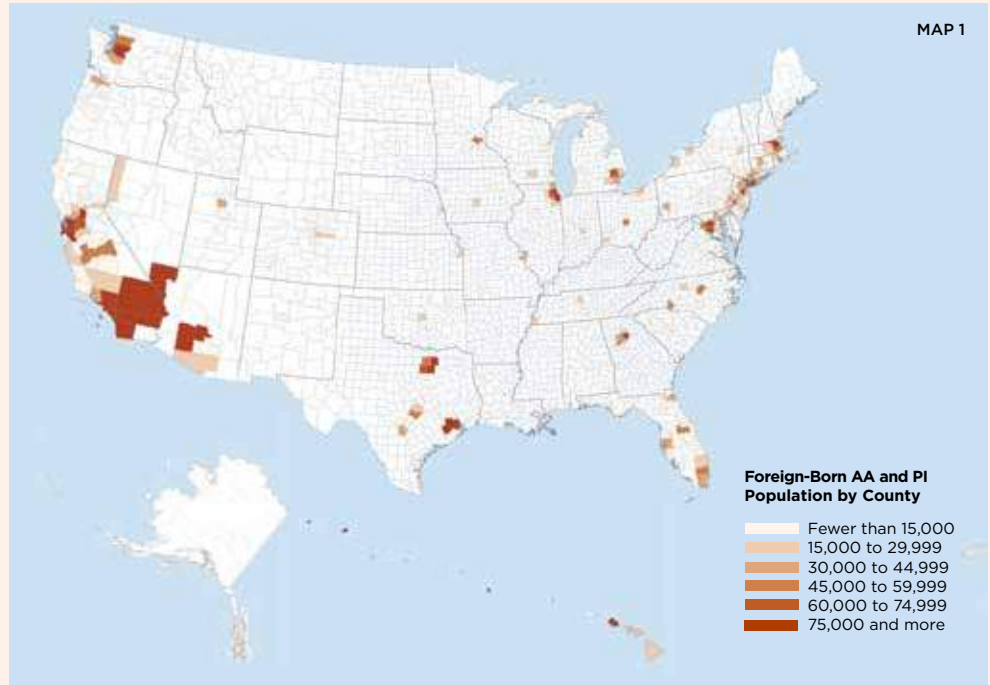 MAP 1
Foreign-Born AA and PI
Population by County
Fewer than 15,000
15,000 to 29,999
30,000 to 44,999
45,000 to 59,999
60,000 to 74,999
75,000 and more